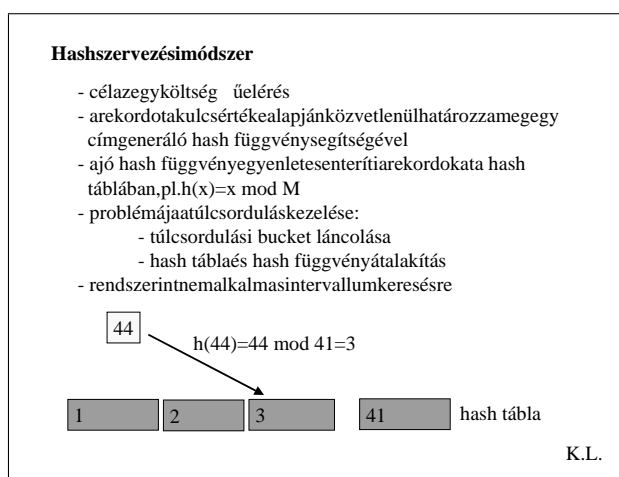 Hashszervezésimódszer
- célazegyköltség űelérés
- arekordotakulcsértékealapjánközvetlenülhatározzamegegy
címgeneráló hash függvénysegítségével
- ajó hash függvényegyenletesenterítiarekordokata hash
táblában,pl.h(x)=x mod M
- problémájaatúlcsorduláskezelése:
- túlcsordulási bucket láncolása
- hash táblaés hash függvényátalakítás
- rendszerintnemalkalmasintervallumkeresésre
44
h(44)=44 mod 41=3
1 2 3 41 hash tábla
K.L.